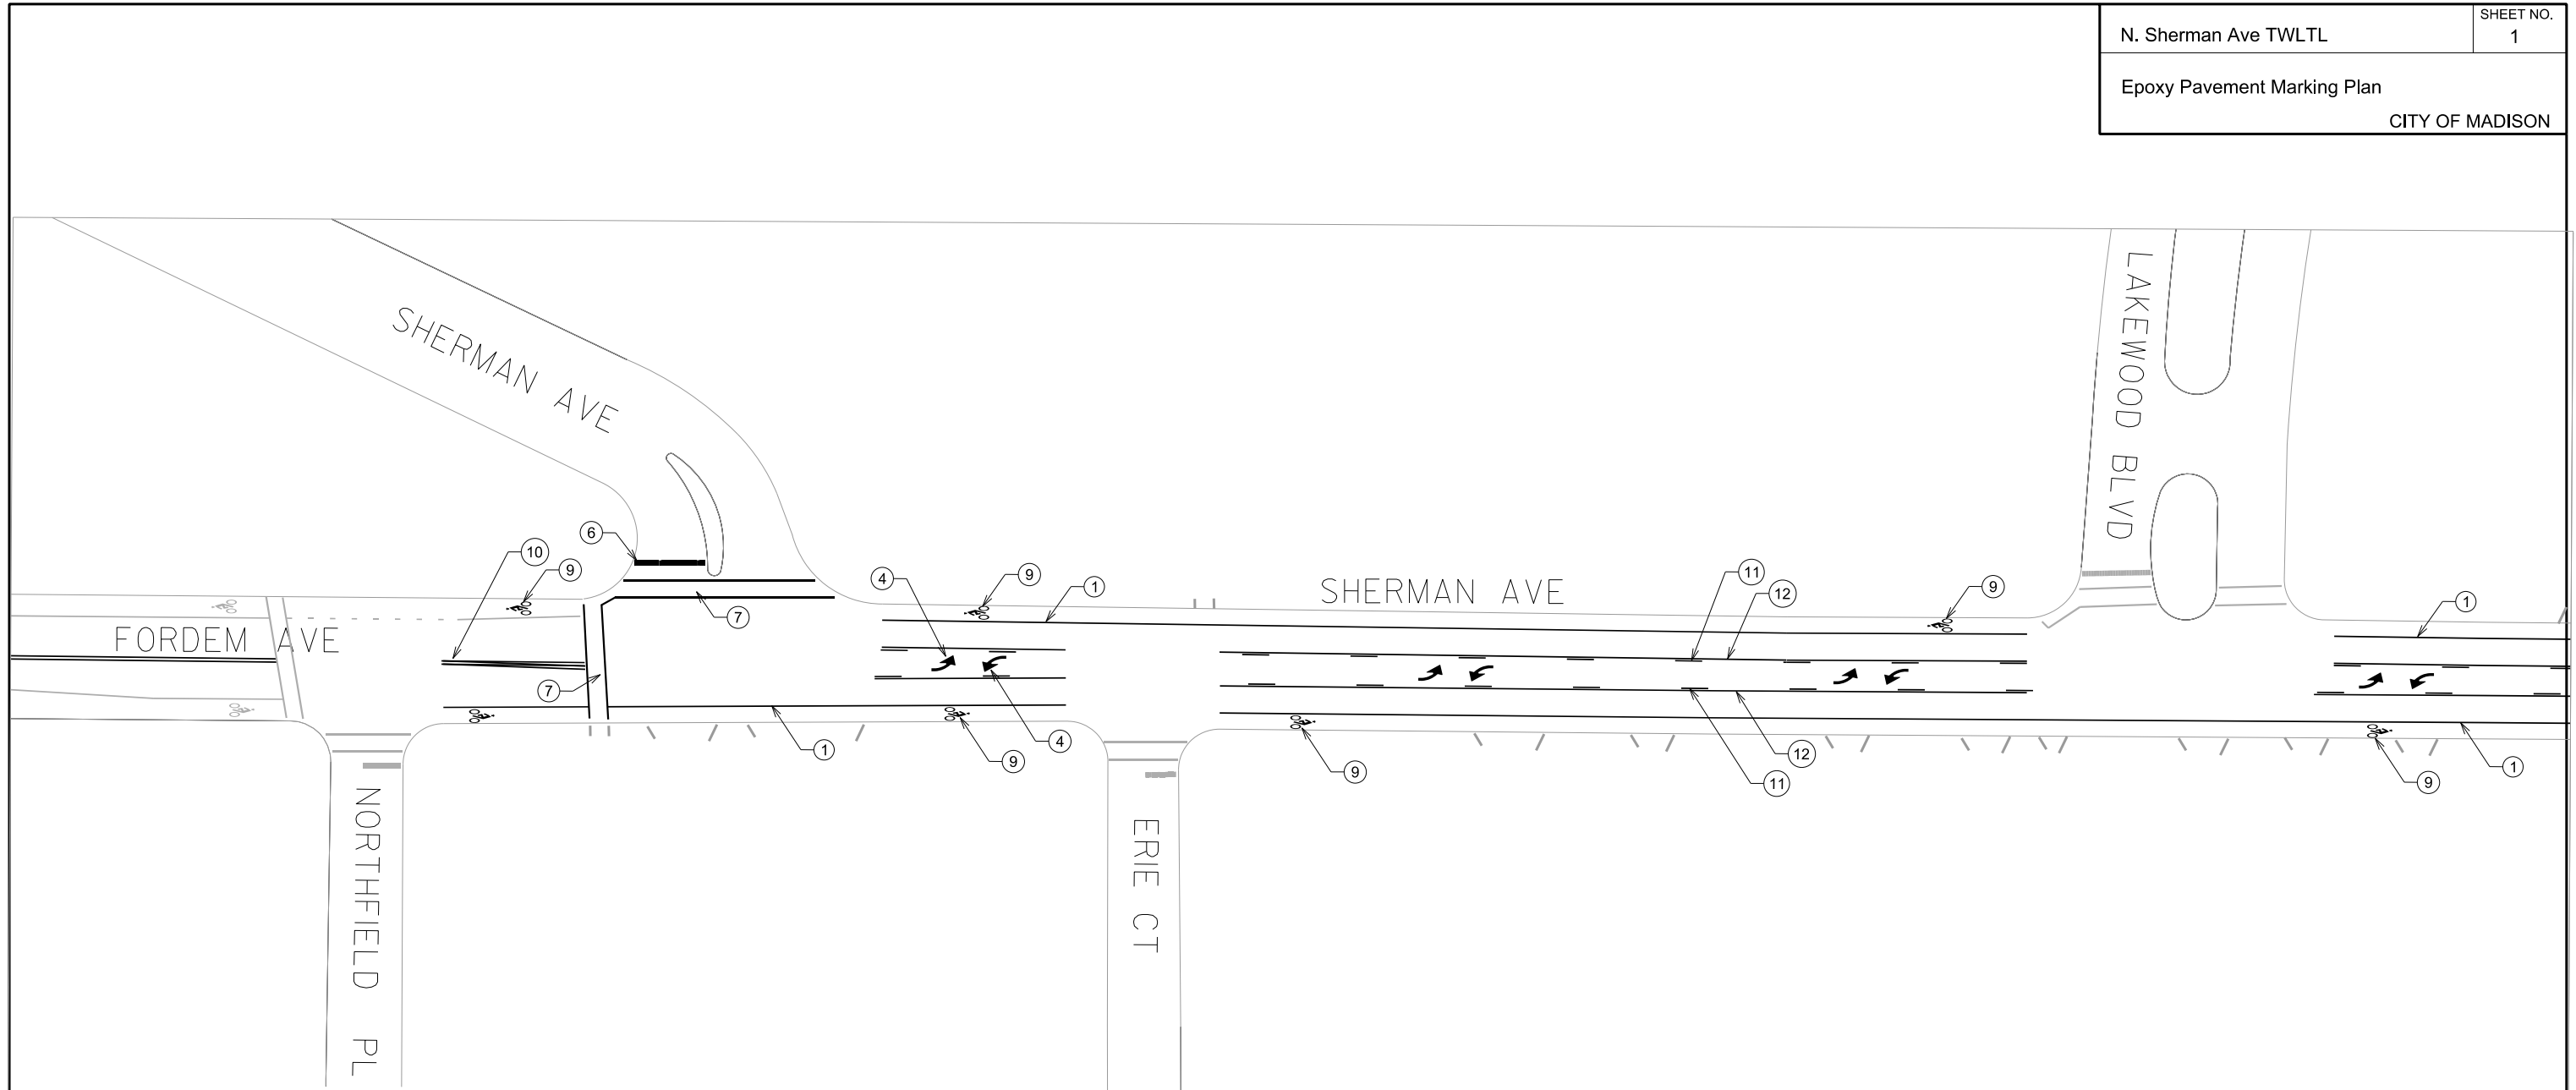 N. Sherman Ave TWLTL
SHEET NO.
1
Epoxy Pavement Marking Plan
CITY OF MADISON
SHERMAN AVE
LAKEWOOD BLVD
6
10
9
4
9
1
SHERMAN AVE
11
12
9
1
FORDEM AVE
7
7
1
9
4
9
12
11
1
9
NORTHFIELD PL
ERIE CT